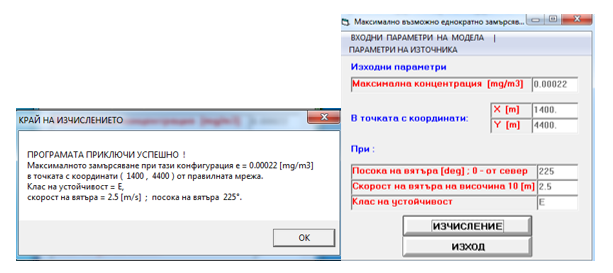 КРАЙ НА ИЗЧИСЛЕНИЕТО
ПРОГРАМАТА ПРИКЛЮЧИ УСПЕШНО !
Максималното замърсяване при тази конфигурация е = 0.00022 [mg/m3]
в точката с координати ( 1400 , 4400 ) от правилната мрежа.
Клас на устойчивост = Е,
скорост на вятъра = 2.5 [m/s] ; посока на вятъра 225°.
OK
Максимално възможно еднократно замърсяв...
ВХОДНИ ПАРАМЕТРИ НА МОДЕЛА |
ПАРАМЕТРИ НА ИЗТОЧНИКА
Изходни параметри
Максимална концентрация [mg/m3] 0.00022
В точката с координати:
X [m] 1400.
Y [m] 4400.
При :
Посока на вятъра [deg] ; 0 - от север 225
Скорост на вятъра на височина 10 [m] 2.5
Клас на устойчивост E
ИЗЧИСЛЕНИЕ
ИЗХОД